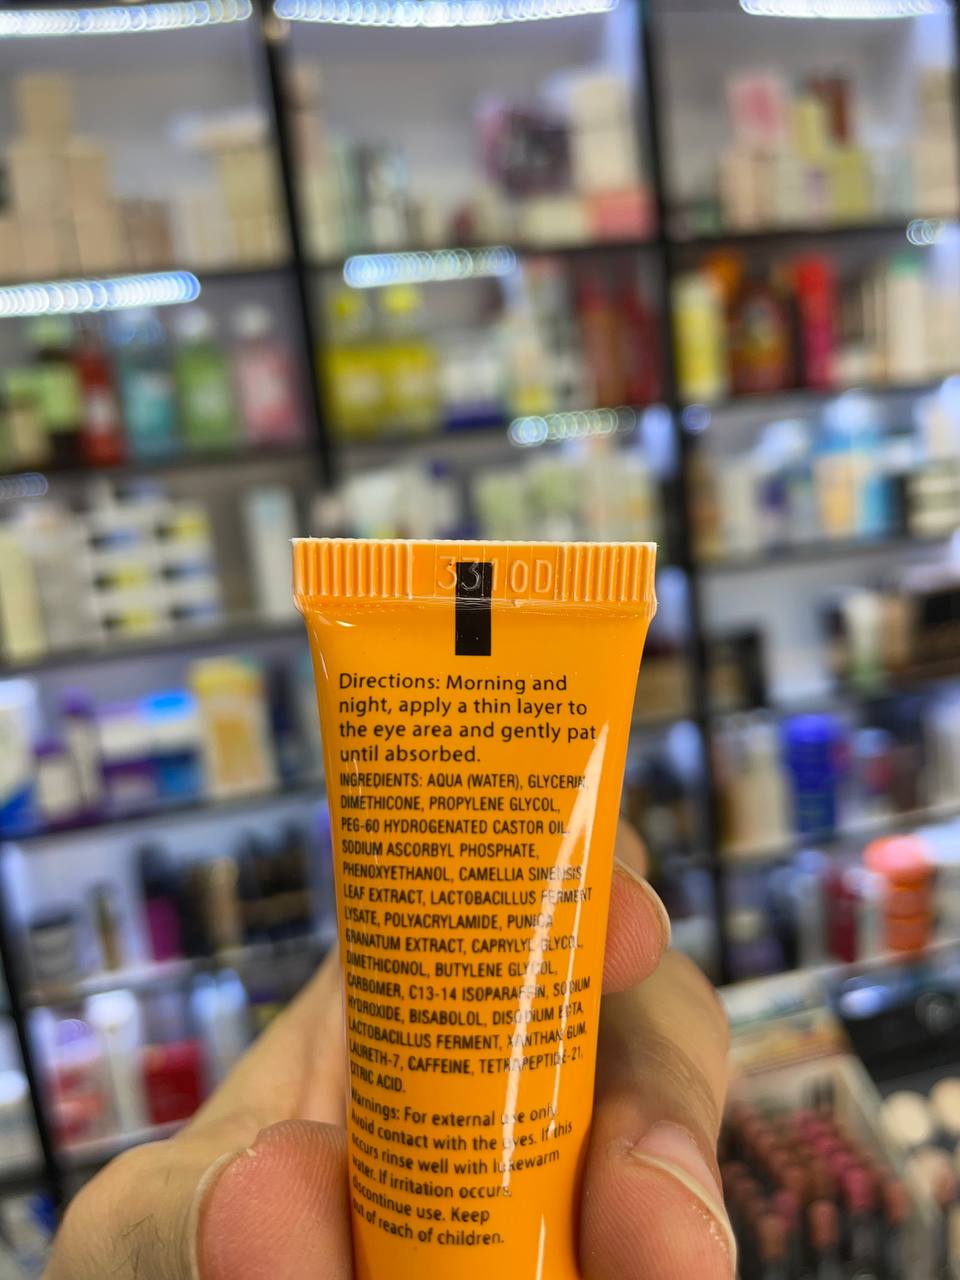 3310D
Directions: Morning and
night, apply a thin layer to
the eye area and gently pat
until absorbed.
INGREDIENTS: AQUA (WATER), GLYCERIN,
DIMETHICONE, PROPYLENE GLYCOL,
PEG-60 HYDROGENATED CASTOR OIL,
SODIUM ASCORBYL PHOSPHATE,
PHENOXYETHANOL, CAMELLIA SINENSIS
LEAF EXTRACT, LACTOBACILLUS FERMENT
LYSATE, POLYACRYLAMIDE, PUNICA
GRANATUM EXTRACT, CAPRYLYL GLYCOL,
DIMETHICONOL, BUTYLENE GLYCOL,
CARBOMER, C13-14 ISOPARAFFIN, SODIUM
HYDROXIDE, BISABOLOL, DISODIUM EDTA,
LACTOBACILLUS FERMENT, XANTHAN GUM,
LAURETH-7, CAFFEINE, TETRAPEPTIDE-21,
CITRIC ACID.
Warnings: For external use only.
Avoid contact with the eyes. If this
occurs rinse well with lukewarm
water. If irritation occurs,
discontinue use. Keep
out of reach of children.